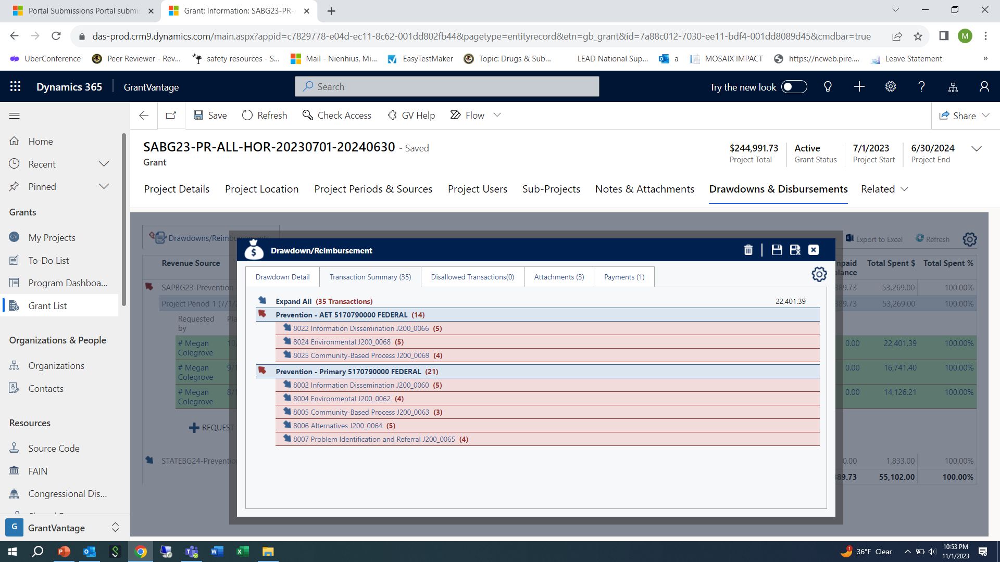 Portal Submissions Portal submi
Grant: Information: SABG23-PR-
das-prod.crm9.dynamics.com/main.aspx?appid=c7829778-e04d-ec11-8c62-001dd802fb44&pagetype=entityrecord&etn=gb_grant&id=7a88c012-7030-ee11-bdf4-001dd8089d45&cmdbar=true
M
UberConference
Peer Reviewer - Rev...
safety resources - S...
Mail - Nienhius, Mi...
EasyTestMaker
Topic: Drugs & Sub...
LEAD National Sup...
a
MOSAIX IMPACT
https://ncweb.pire....
Leave Statement
»
Dynamics 365
GrantVantage
Search
Try the new look
Save
Refresh
Check Access
GV Help
Flow
Share
Home
Recent
Pinned
Grants
My Projects
To-Do List
Program Dashboa...
Grant List
Organizations & People
Organizations
Contacts
Resources
Source Code
FAIN
Congressional Dis...
G GrantVantage
SABG23-PR-ALL-HOR-20230701-20240630 - Saved
Grant
$244,991.73
Project Total
Active
Grant Status
7/1/2023
Project Start
6/30/2024
Project End
Project Details
Project Location
Project Periods & Sources
Project Users
Sub-Projects
Notes & Attachments
Drawdowns & Disbursements
Related
Drawdowns/Reimbursements
Export to Excel
Refresh
Revenue Source
Total Spent $
Total Spent %
SAPBG23-Prevention
89.73
53,269.00
100.00%
Project Period 1 (7/1/2
89.73
53,269.00
100.00%
Requested
by
# Megan
Colegrove
0.00
22,401.39
100.00%
# Megan
Colegrove
0.00
16,741.40
100.00%
# Megan
Colegrove
0.00
14,126.21
100.00%
REQUEST
STATEBG24-Preventio
0.00
1,833.00
100.00%
89.73
55,102.00
100.00%
Drawdown/Reimbursement
Drawdown Detail
Transaction Summary (35)
Disallowed Transactions(0)
Attachments (3)
Payments (1)
Expand All (35 Transactions)
22,401.39
Prevention - AET 5170790000 FEDERAL (14)
8022 Information Dissemination J200_0066 (5)
8024 Environmental J200_0068 (5)
8025 Community-Based Process J200_0069 (4)
Prevention - Primary 5170790000 FEDERAL (21)
8002 Information Dissemination J200_0060 (5)
8004 Environmental J200_0062 (4)
8005 Community-Based Process J200_0063 (3)
8006 Alternatives J200_0064 (5)
8007 Problem Identification and Referral J200_0065 (4)
36°F Clear
10:53 PM
11/1/2023